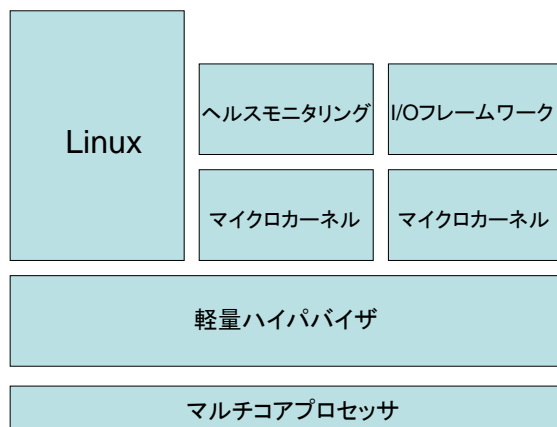 Linux
ヘルスモニタリング
I/Oフレームワーク
マイクロカーネル
マイクロカーネル
軽量ハイパバイザ
マルチコアプロセッサ